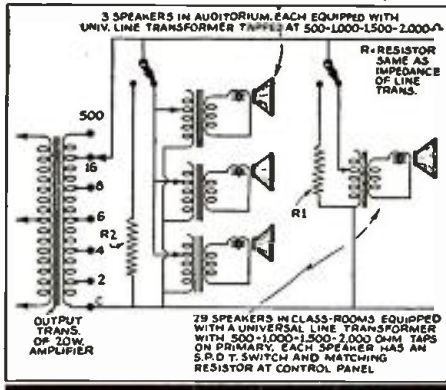 3 SPEAKERS IN AUDITORIUM. EACH EQUIPPED WITH
UNIV. LINE TRANSFORMER TAPPED AT 500-1,000-1,500-2,000-Ω
R=RESISTOR
SAME AS
IMPEDANCE
OF LINE
TRANS.
500
16
8
6
4
2
C
R2
R1
OUTPUT
TRANS.
OF 20W.
AMPLIFIER
29 SPEAKERS IN CLASS-ROOMS EQUIPPED
WITH A UNIVERSAL LINE TRANSFORMER
WITH 500-1,000-1,500-2,000 OHM TAPS
ON PRIMARY. EACH SPEAKER HAS AN
S.P.D.T. SWITCH AND MATCHING
RESISTOR AT CONTROL PANEL